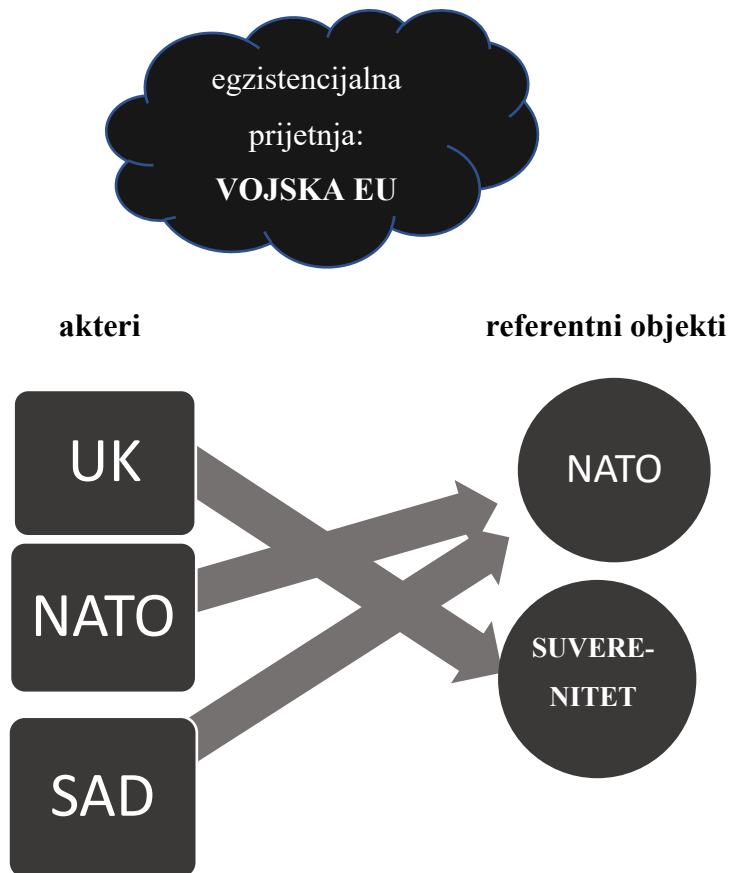 egzistencijalna
prijetnja:
VOJSKA EU
akteri
referentni objekti
UK
NATO
SAD
NATO
SUVERE-
NITET